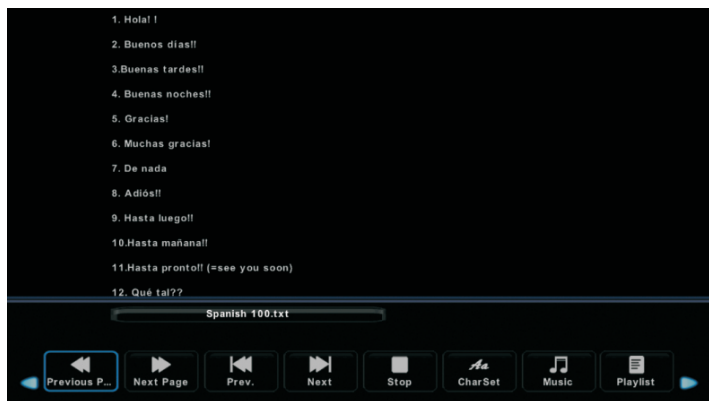 1. Hola! !
2. Buenos días!!
3.Buenas tardes!!
4. Buenas noches!!
5. Gracias!
6. Muchas gracias!
7. De nada
8. Adiós!!
9. Hasta luego!!
10.Hasta mañana!!
11.Hasta pronto!! (=see you soon)
12. Qué tal??
Spanish 100.txt
Previous P... Next Page Prev. Next Stop Aa CharSet Music Playlist